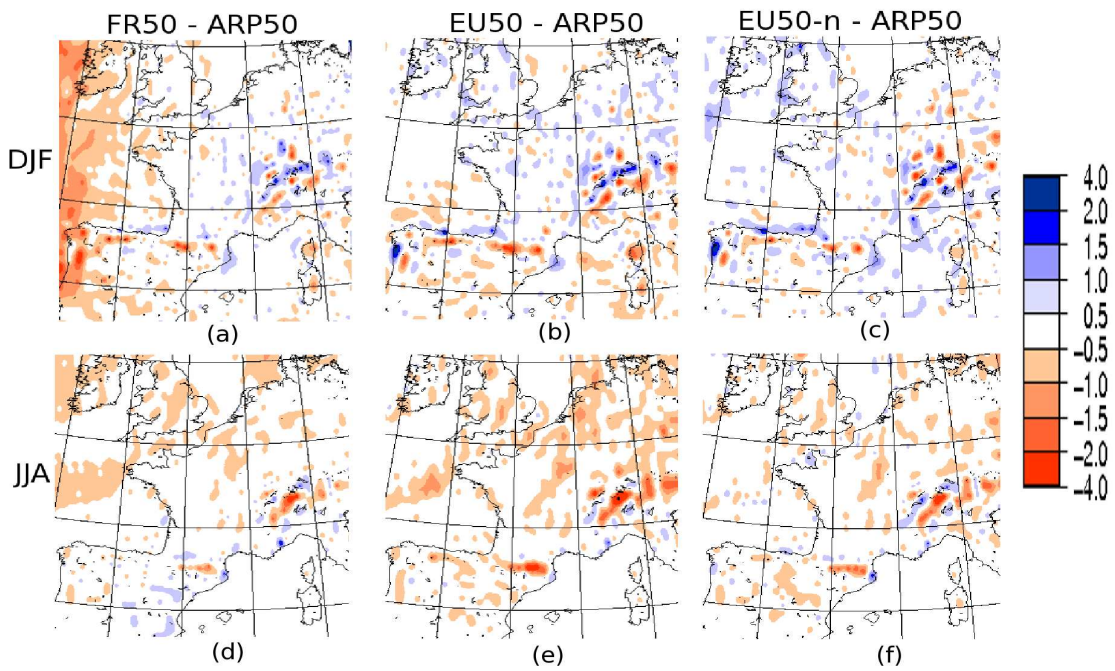 FR50 - ARP50
EU50 - ARP50
EU50-n - ARP50
DJF
(a)
(b)
(c)
JJA
(d)
(e)
(f)
4.0
2.0
1.5
1.0
0.5
−0.5
−1.0
−1.5
−2.0
−4.0